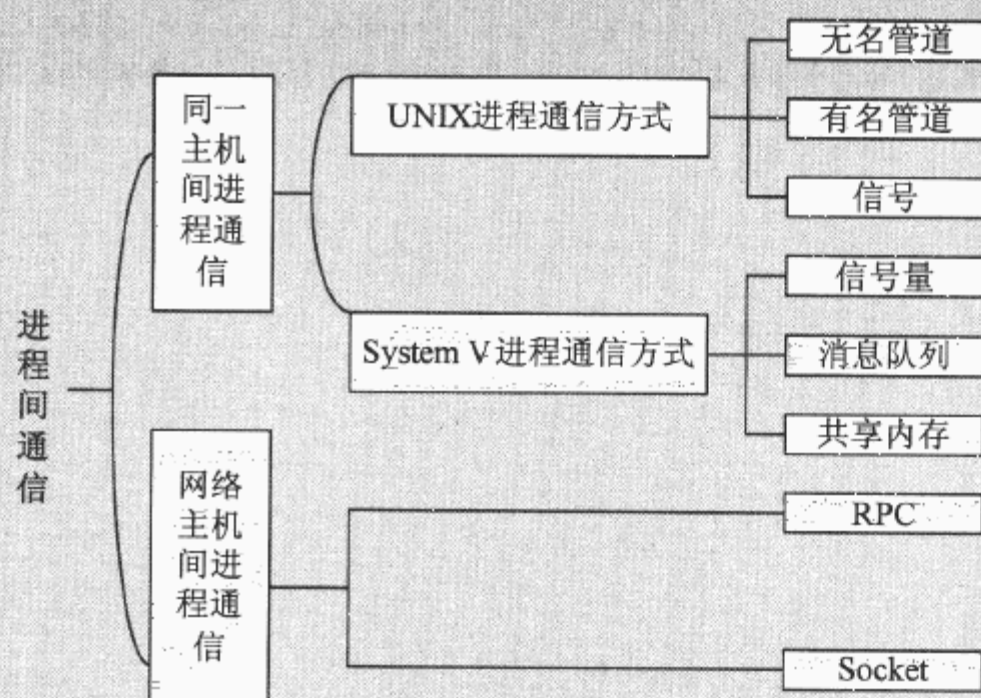 进
程
间
通
信
同一
主机
间进
程通
信
UNIX进程通信方式
无名管道
有名管道
信号
System V进程通信方式
信号量
消息队列
共享内存
网络
主机
间进
程通
信
RPC
Socket